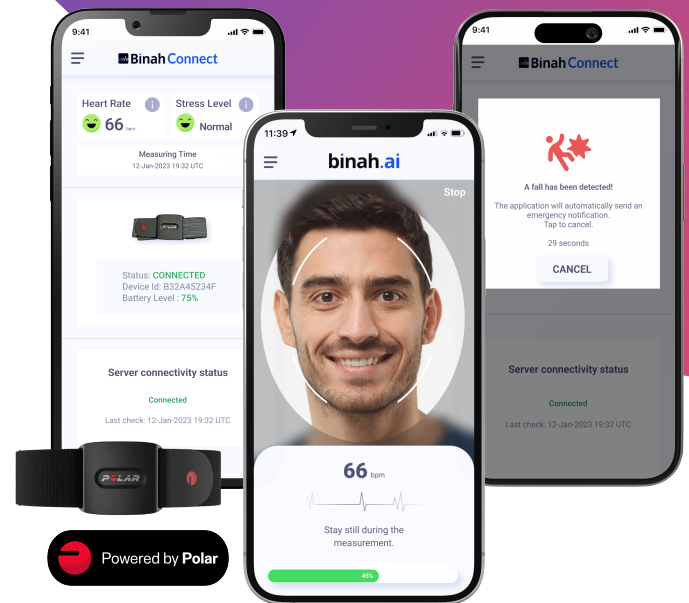 9:41
Binah Connect
Heart Rate
66 bpm
Stress Level
Normal
Measuring Time
12-Jan-2023 19:32 UTC
POLAR
Status: CONNECTED
Device Id: B32A45234F
Battery Level : 75%
Server connectivity status
Connected
Last check: 12-Jan-2023 19:32 UTC
POLAR
Powered by Polar
11:39
binah.ai
Stop
66 bpm
Stay still during the
measurement.
45%
9:41
Binah Connect
A fall has been detected!
The application will automatically send an
emergency notification.
Tap to cancel.
29 seconds
CANCEL
Server connectivity status
Connected
Last check: 12-Jan-2023 19:32 UTC